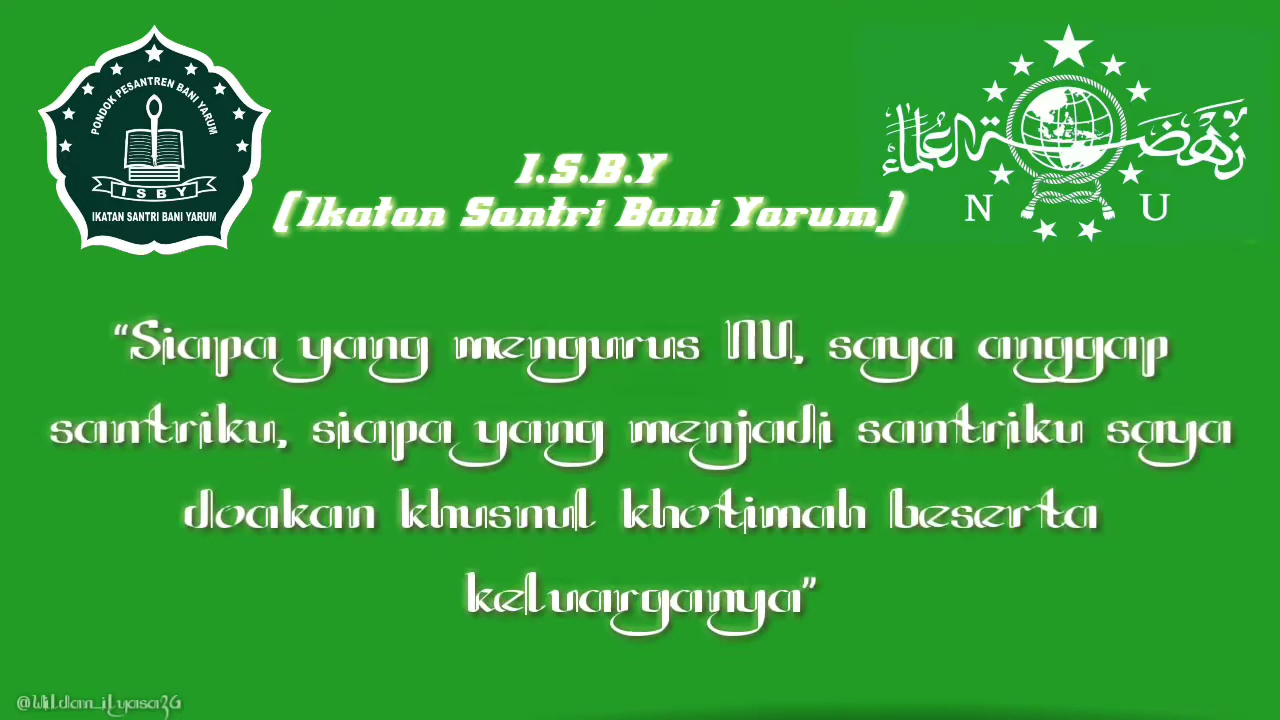 PONDOK PESANTREN BANI YARUM
I S B Y
IKATAN SANTRI BANI YARUM
نهضة العلماء
N U
I.S.B.Y
(Ikatan Santri Bani Yarum)
“Siapa yang mengurus NU, saya anggap
santriku, siapa yang menjadi santriku saya
doakan khusnul khotimah beserta
keluarganya”
@Wildan_ilyasa26